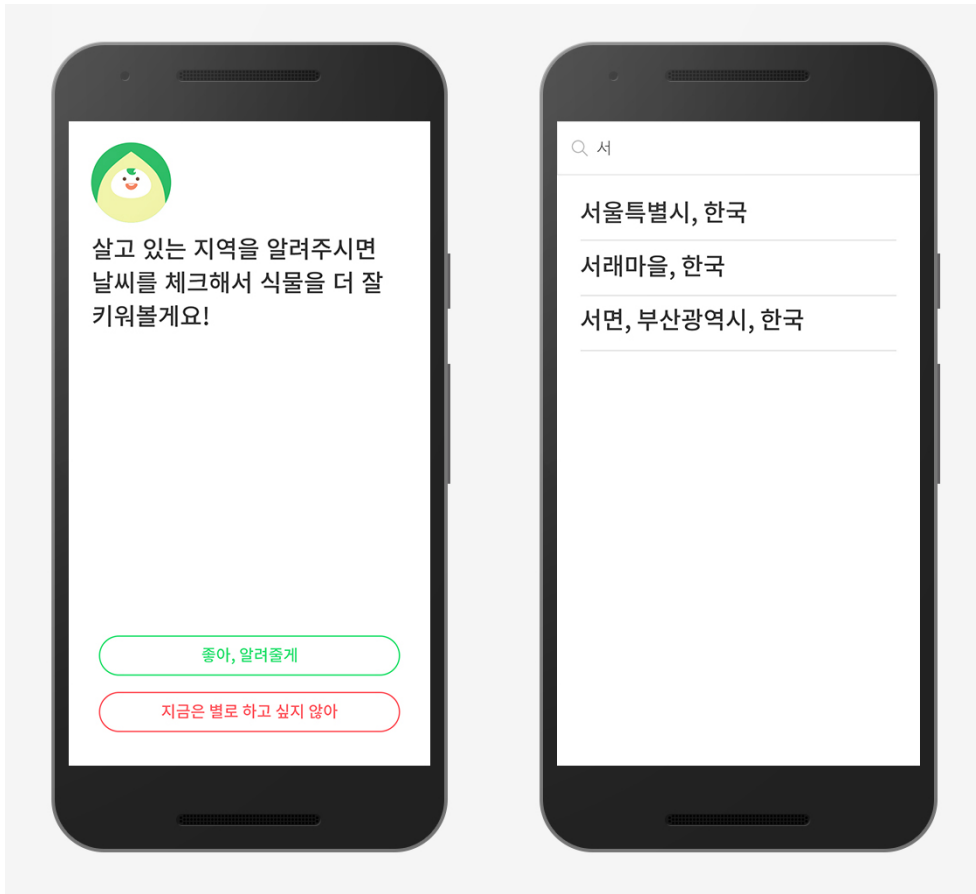 살고 있는 지역을 알려주시면
날씨를 체크해서 식물을 더 잘
키워볼게요!
좋아, 알려줄게
지금은 별로 하고 싶지 않아
서
서울특별시, 한국
서래마을, 한국
서면, 부산광역시, 한국